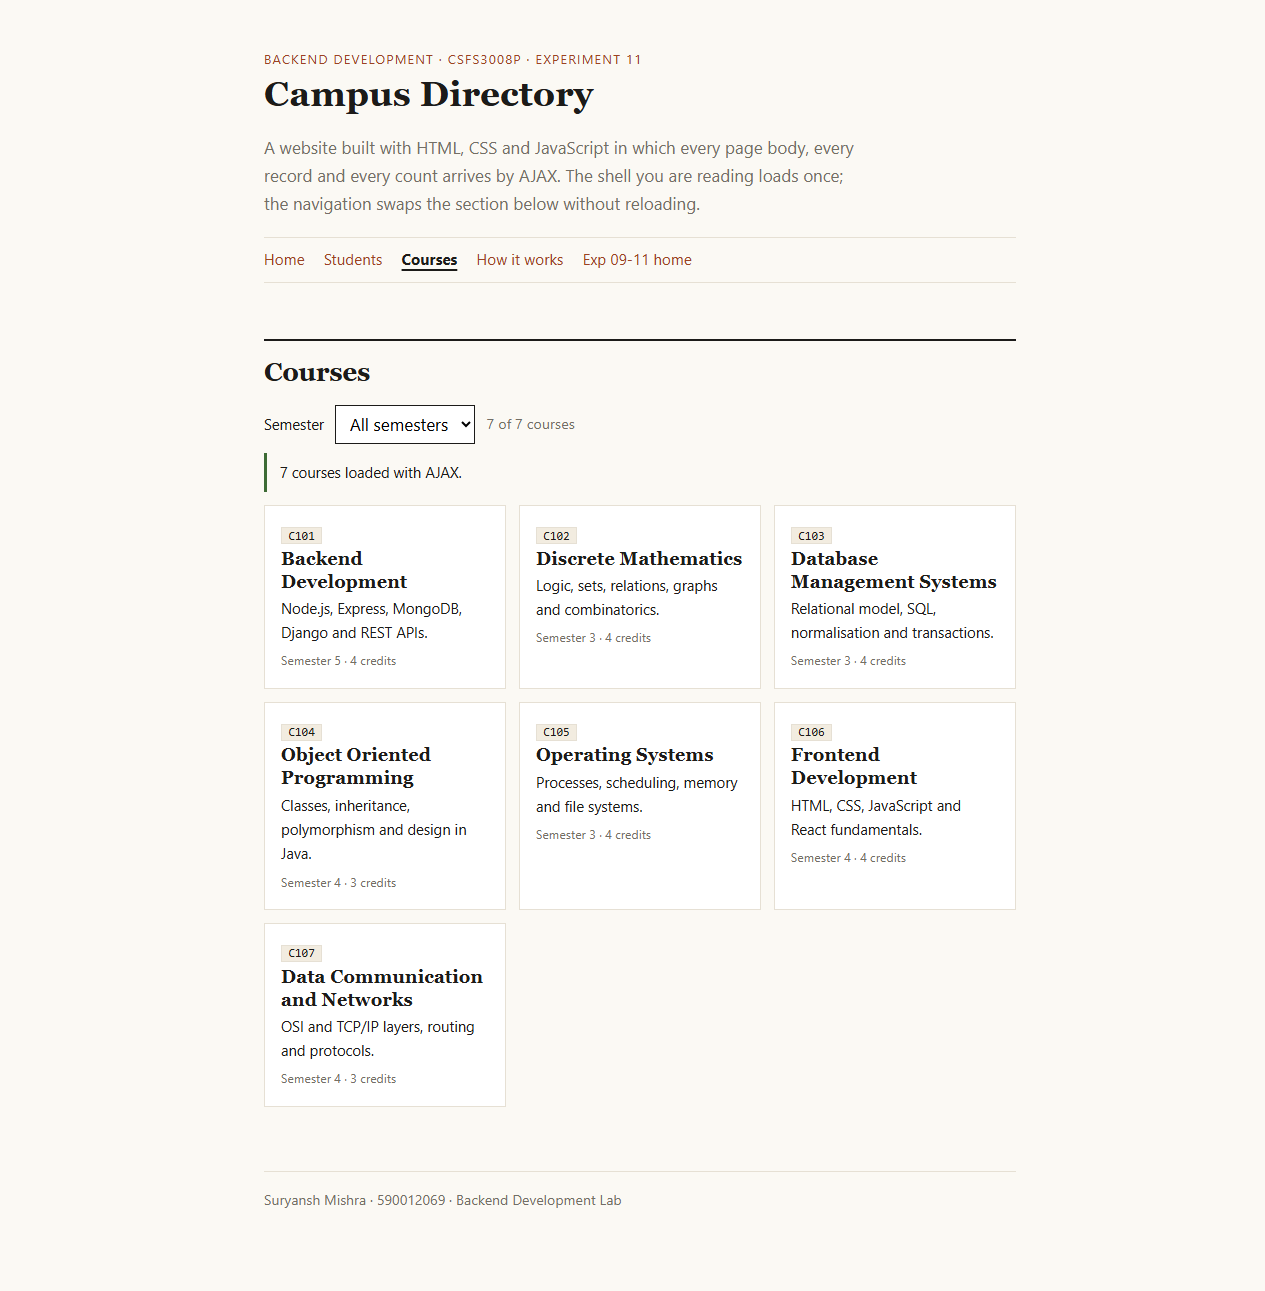 BACKEND DEVELOPMENT · CSFS3008P · EXPERIMENT 11
Campus Directory
A website built with HTML, CSS and JavaScript in which every page body, every
record and every count arrives by AJAX. The shell you are reading loads once;
the navigation swaps the section below without reloading.
Home Students Courses How it works Exp 09-11 home
Courses
Semester All semesters 7 of 7 courses
7 courses loaded with AJAX.
C101
Backend
Development
Node.js, Express, MongoDB,
Django and REST APIs.
Semester 5 · 4 credits
C102
Discrete Mathematics
Logic, sets, relations, graphs
and combinatorics.
Semester 3 · 4 credits
C103
Database
Management Systems
Relational model, SQL,
normalisation and transactions.
Semester 3 · 4 credits
C104
Object Oriented
Programming
Classes, inheritance,
polymorphism and design in
Java.
Semester 4 · 3 credits
C105
Operating Systems
Processes, scheduling, memory
and file systems.
Semester 3 · 4 credits
C106
Frontend
Development
HTML, CSS, JavaScript and
React fundamentals.
Semester 4 · 4 credits
C107
Data Communication
and Networks
OSI and TCP/IP layers, routing
and protocols.
Semester 4 · 3 credits
Suryansh Mishra · 590012069 · Backend Development Lab